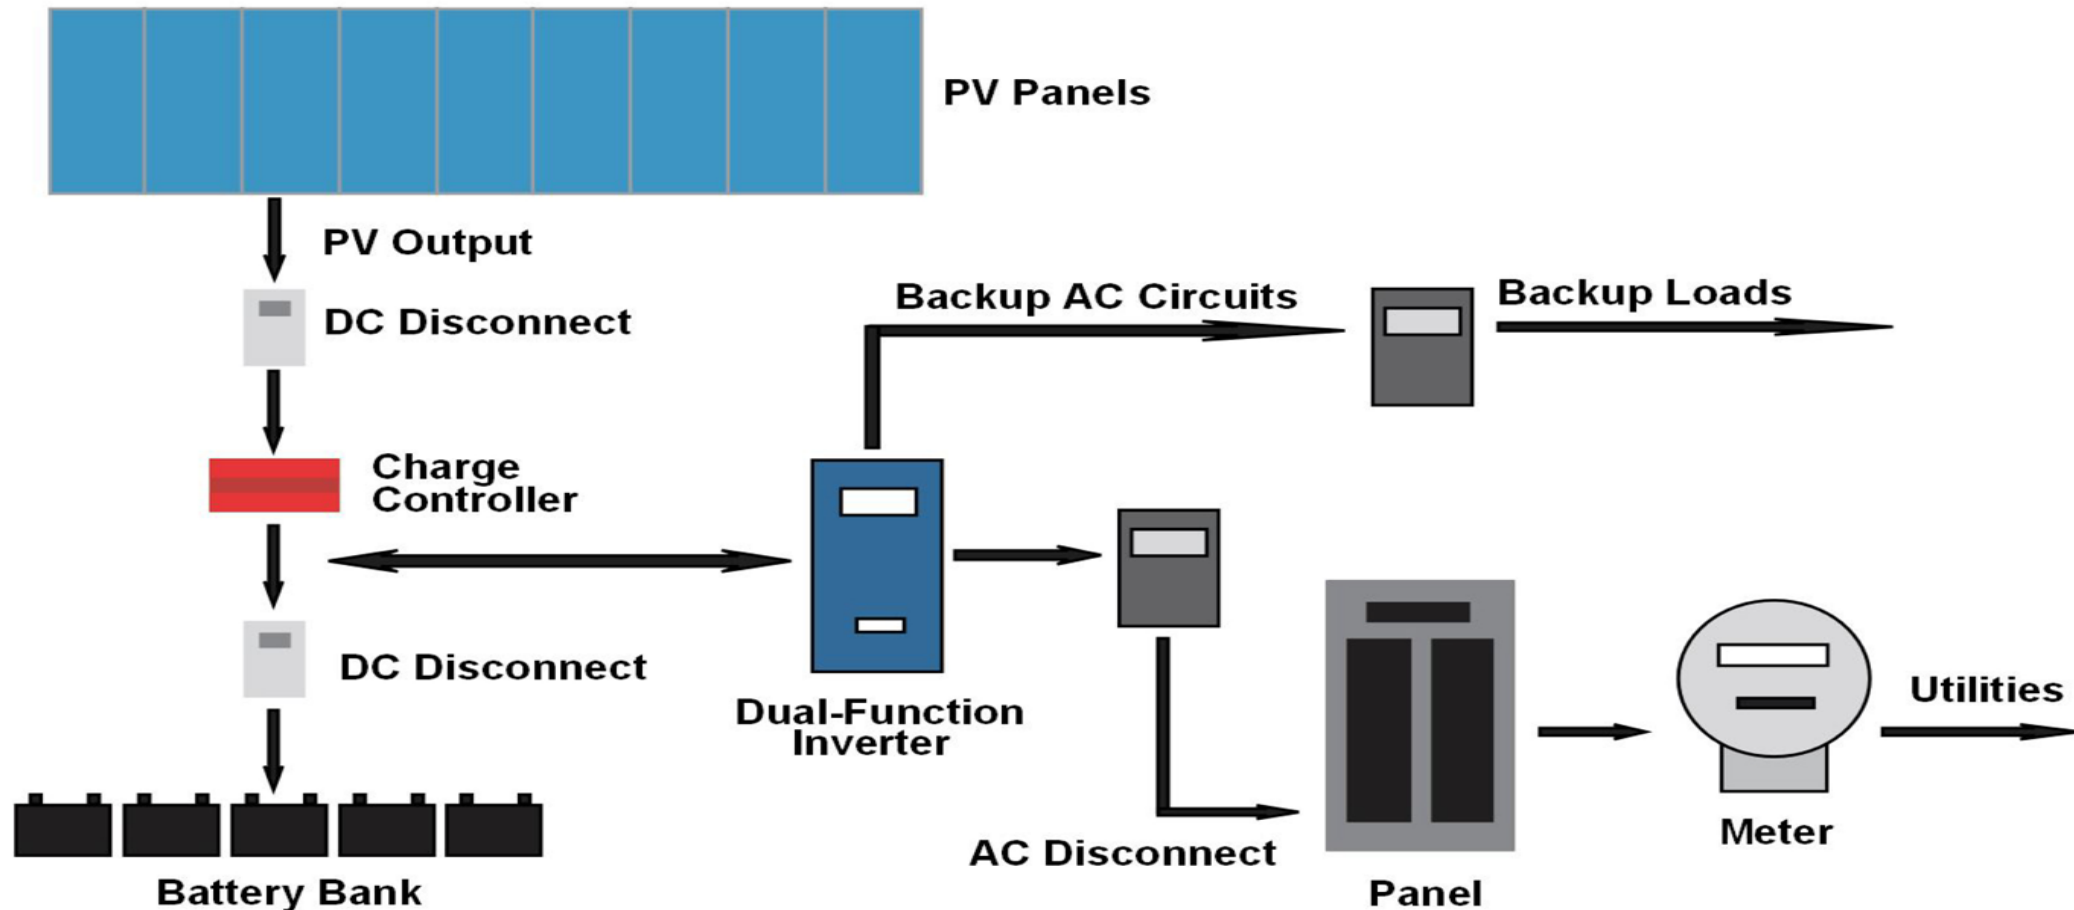 PV Panels
PV Output
Backup AC Circuits
Backup Loads
DC Disconnect
Charge
Controller
DC Disconnect
Dual-Function
Inverter
Utilities
AC Disconnect
Meter
Battery Bank
Panel